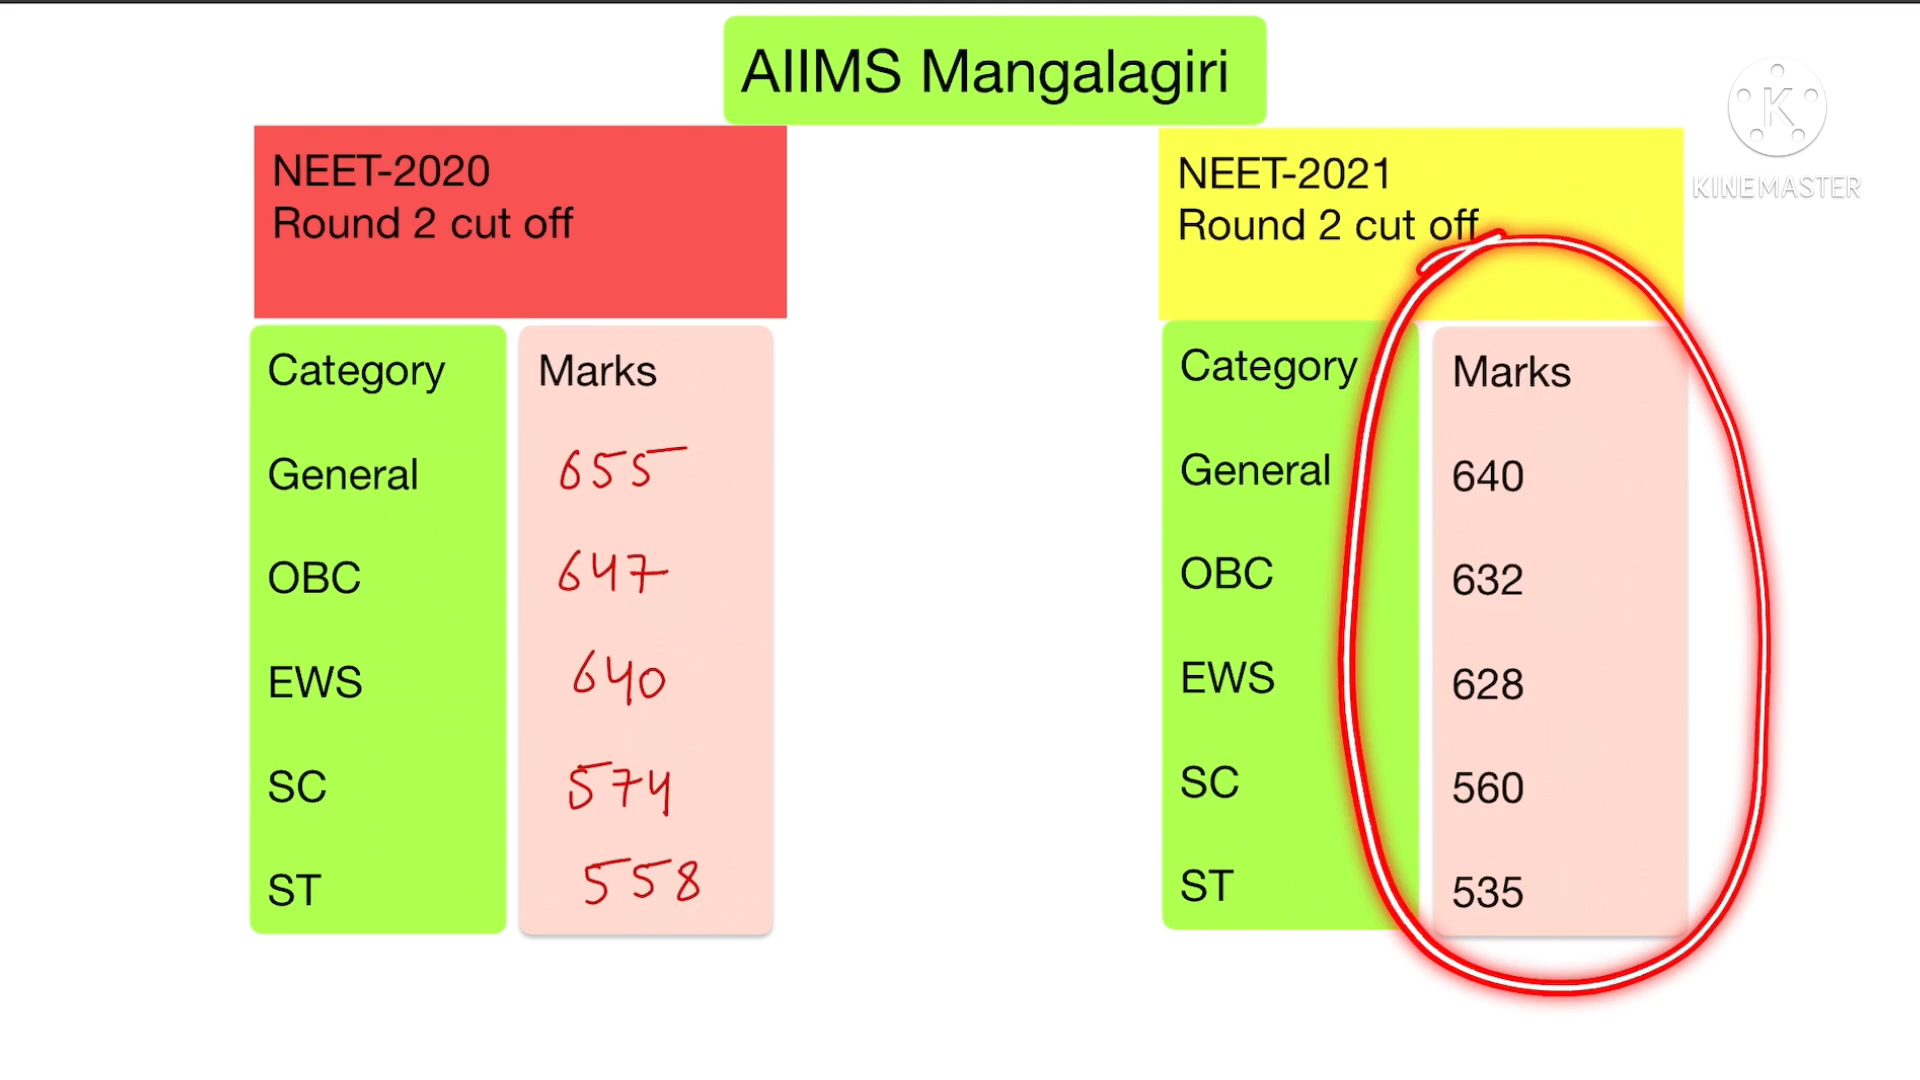 AIIMS Mangalagiri
NEET-2020
Round 2 cut off
Category Marks
General 655
OBC 647
EWS 640
SC 574
ST 558
NEET-2021
Round 2 cut off
Category Marks
General 640
OBC 632
EWS 628
SC 560
ST 535
K
KINEMASTER